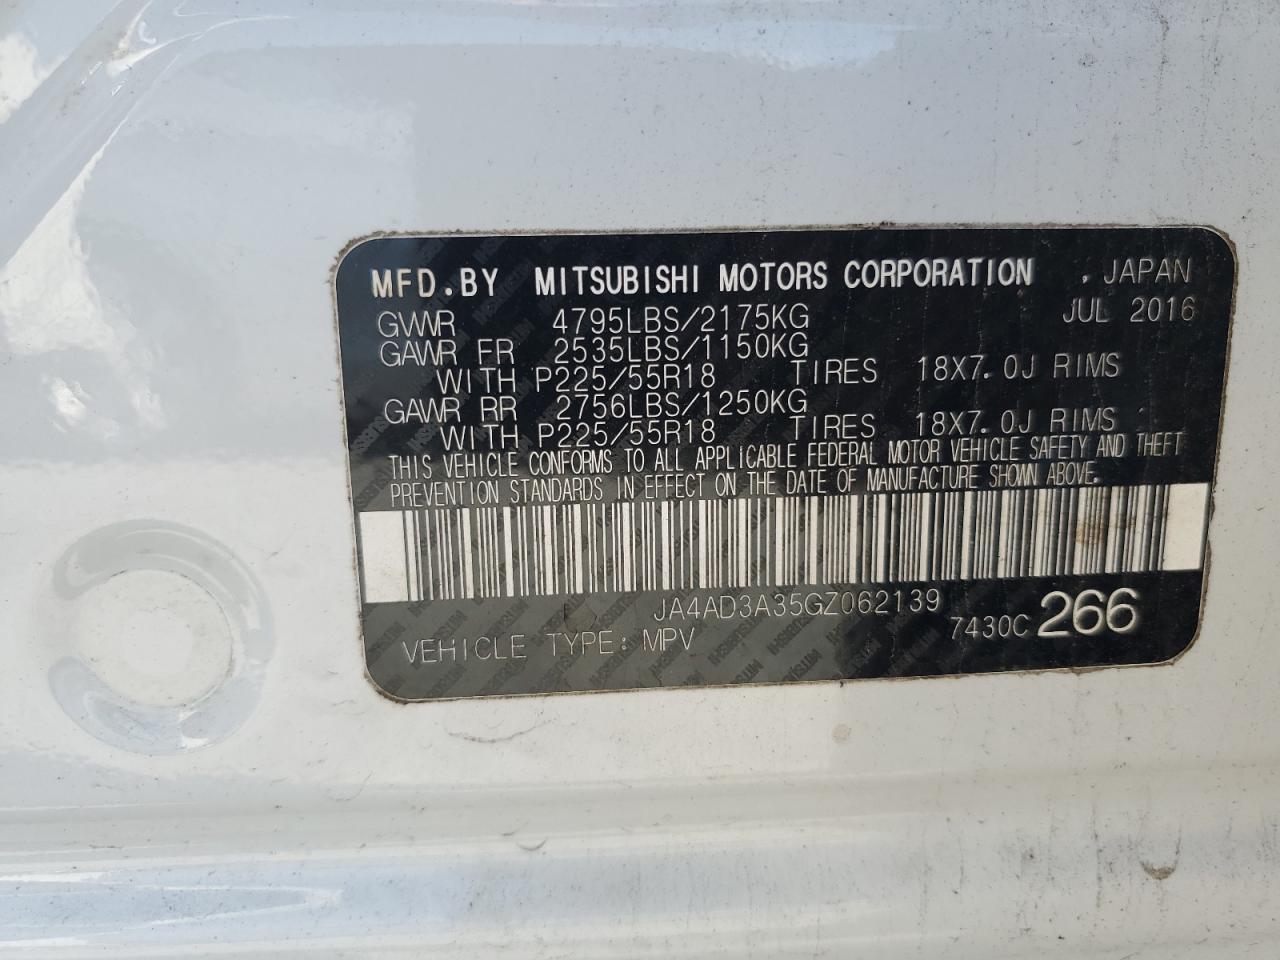 MFD.BY MITSUBISHI MOTORS CORPORATION . JAPAN
GVWR 4795LBS/2175KG JUL 2016
GAWR FR 2535LBS/1150KG
WITH P225/55R18 TIRES 18X7.0J RIMS
GAWR RR 2756LBS/1250KG
WITH P225/55R18 TIRES 18X7.0J RIMS
THIS VEHICLE CONFORMS TO ALL APPLICABLE FEDERAL MOTOR VEHICLE SAFETY AND THEFT
PREVENTION STANDARDS IN EFFECT ON THE DATE OF MANUFACTURE SHOWN ABOVE.
JA4AD3A35GZ062139
VEHICLE TYPE: MPV 7430C 266